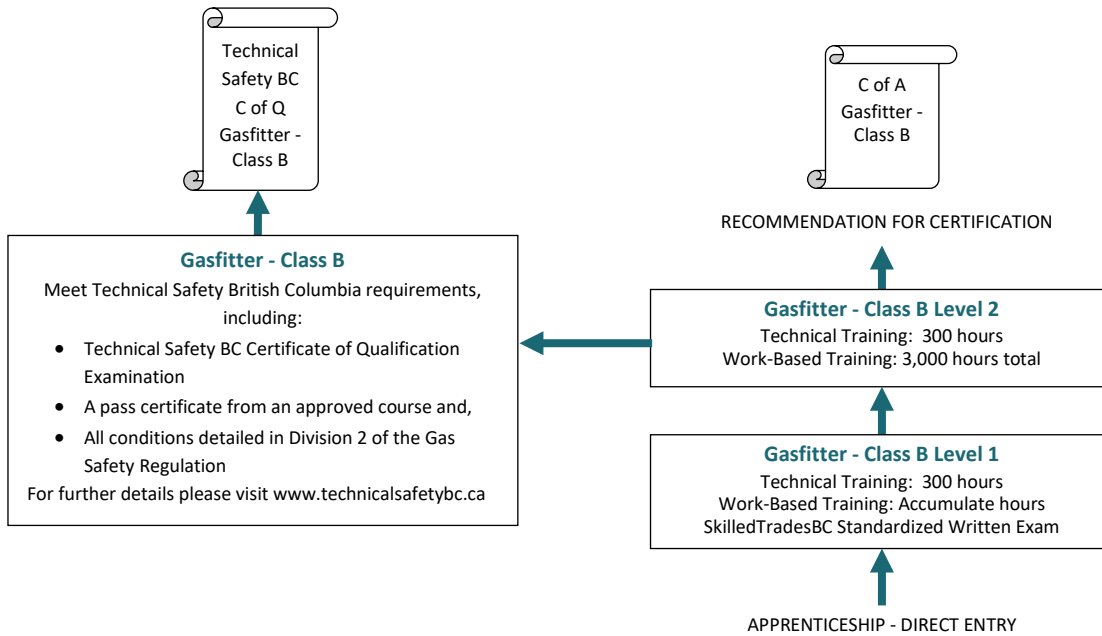 Technical
Safety BC
C of Q
Gasfitter -
Class B
C of A
Gasfitter -
Class B
RECOMMENDATION FOR CERTIFICATION
Gasfitter - Class B
Meet Technical Safety British Columbia requirements,
including:
• Technical Safety BC Certificate of Qualification
Examination
• A pass certificate from an approved course and,
• All conditions detailed in Division 2 of the Gas
Safety Regulation
For further details please visit www.technicalsafetybc.ca
Gasfitter - Class B Level 2
Technical Training: 300 hours
Work-Based Training: 3,000 hours total
Gasfitter - Class B Level 1
Technical Training: 300 hours
Work-Based Training: Accumulate hours
SkilledTradesBC Standardized Written Exam
APPRENTICESHIP - DIRECT ENTRY